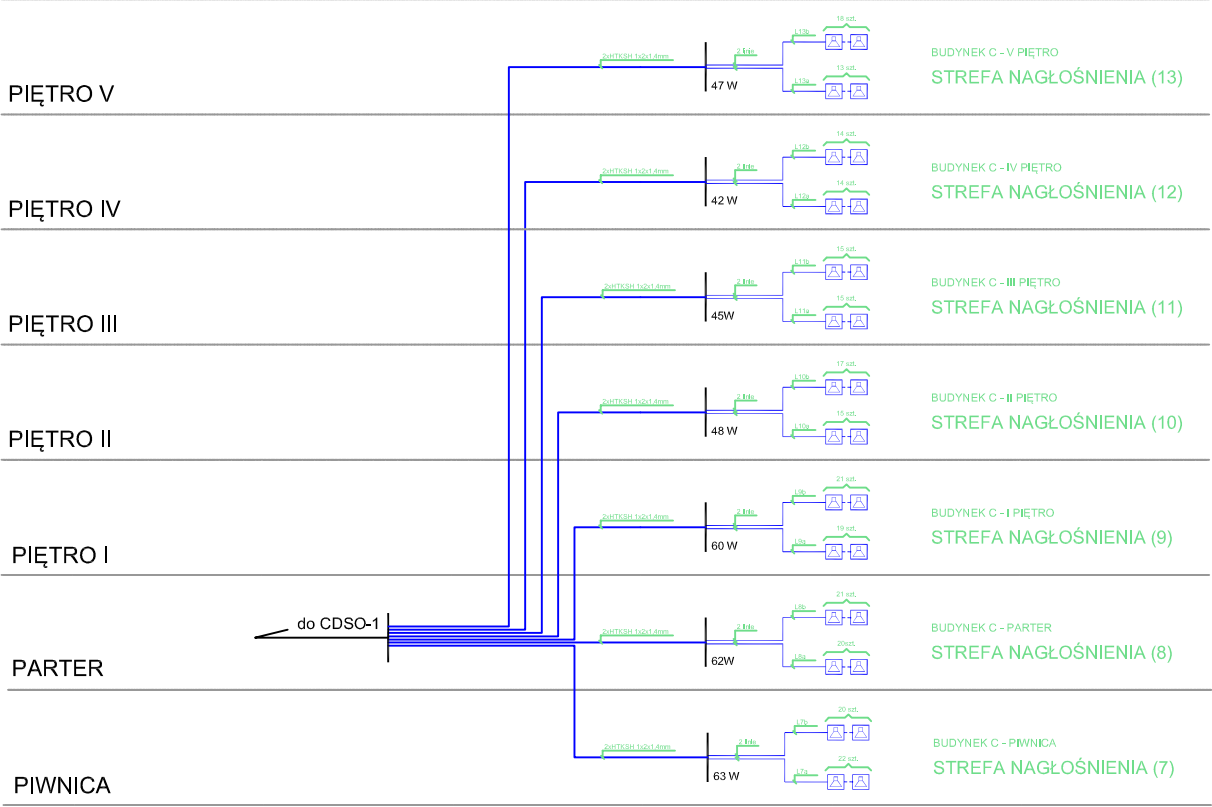 PIĘTRO V
2xHTKSH 1x2x1.4mm
47 W
2 linie
L13b
18 szt.
L13a
13 szt.
BUDYNEK C - V PIĘTRO
STREFA NAGŁOŚNIENIA (13)
PIĘTRO IV
2xHTKSH 1x2x1.4mm
42 W
2 linie
L12b
14 szt.
L12a
14 szt.
BUDYNEK C - IV PIĘTRO
STREFA NAGŁOŚNIENIA (12)
PIĘTRO III
2xHTKSH 1x2x1.4mm
45W
2 linie
L11b
15 szt.
L11a
15 szt.
BUDYNEK C - III PIĘTRO
STREFA NAGŁOŚNIENIA (11)
PIĘTRO II
2xHTKSH 1x2x1.4mm
48 W
2 linie
L10b
17 szt.
L10a
15 szt.
BUDYNEK C - II PIĘTRO
STREFA NAGŁOŚNIENIA (10)
PIĘTRO I
2xHTKSH 1x2x1.4mm
60 W
2 linie
L9b
21 szt.
L9a
19 szt.
BUDYNEK C - I PIĘTRO
STREFA NAGŁOŚNIENIA (9)
do CDSO-1
PARTER
2xHTKSH 1x2x1.4mm
62W
2 linie
L8b
21 szt.
L8a
20szt.
BUDYNEK C - PARTER
STREFA NAGŁOŚNIENIA (8)
PIWNICA
2xHTKSH 1x2x1.4mm
63 W
2 linie
L7b
20 szt.
L7a
22 szt.
BUDYNEK C - PIWNICA
STREFA NAGŁOŚNIENIA (7)